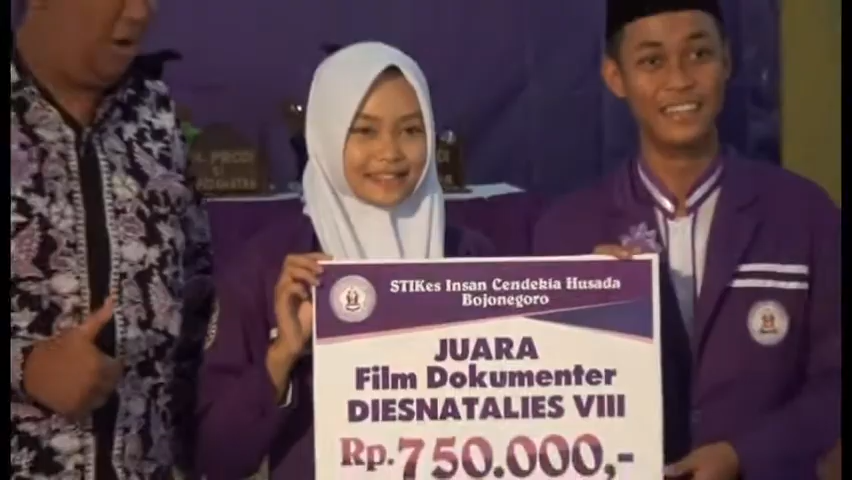 STIKes Insan Cendekia Husada
Bojonegoro
JUARA
Film Dokumenter
DIESNATALIES VIII
Rp. 750.000,-